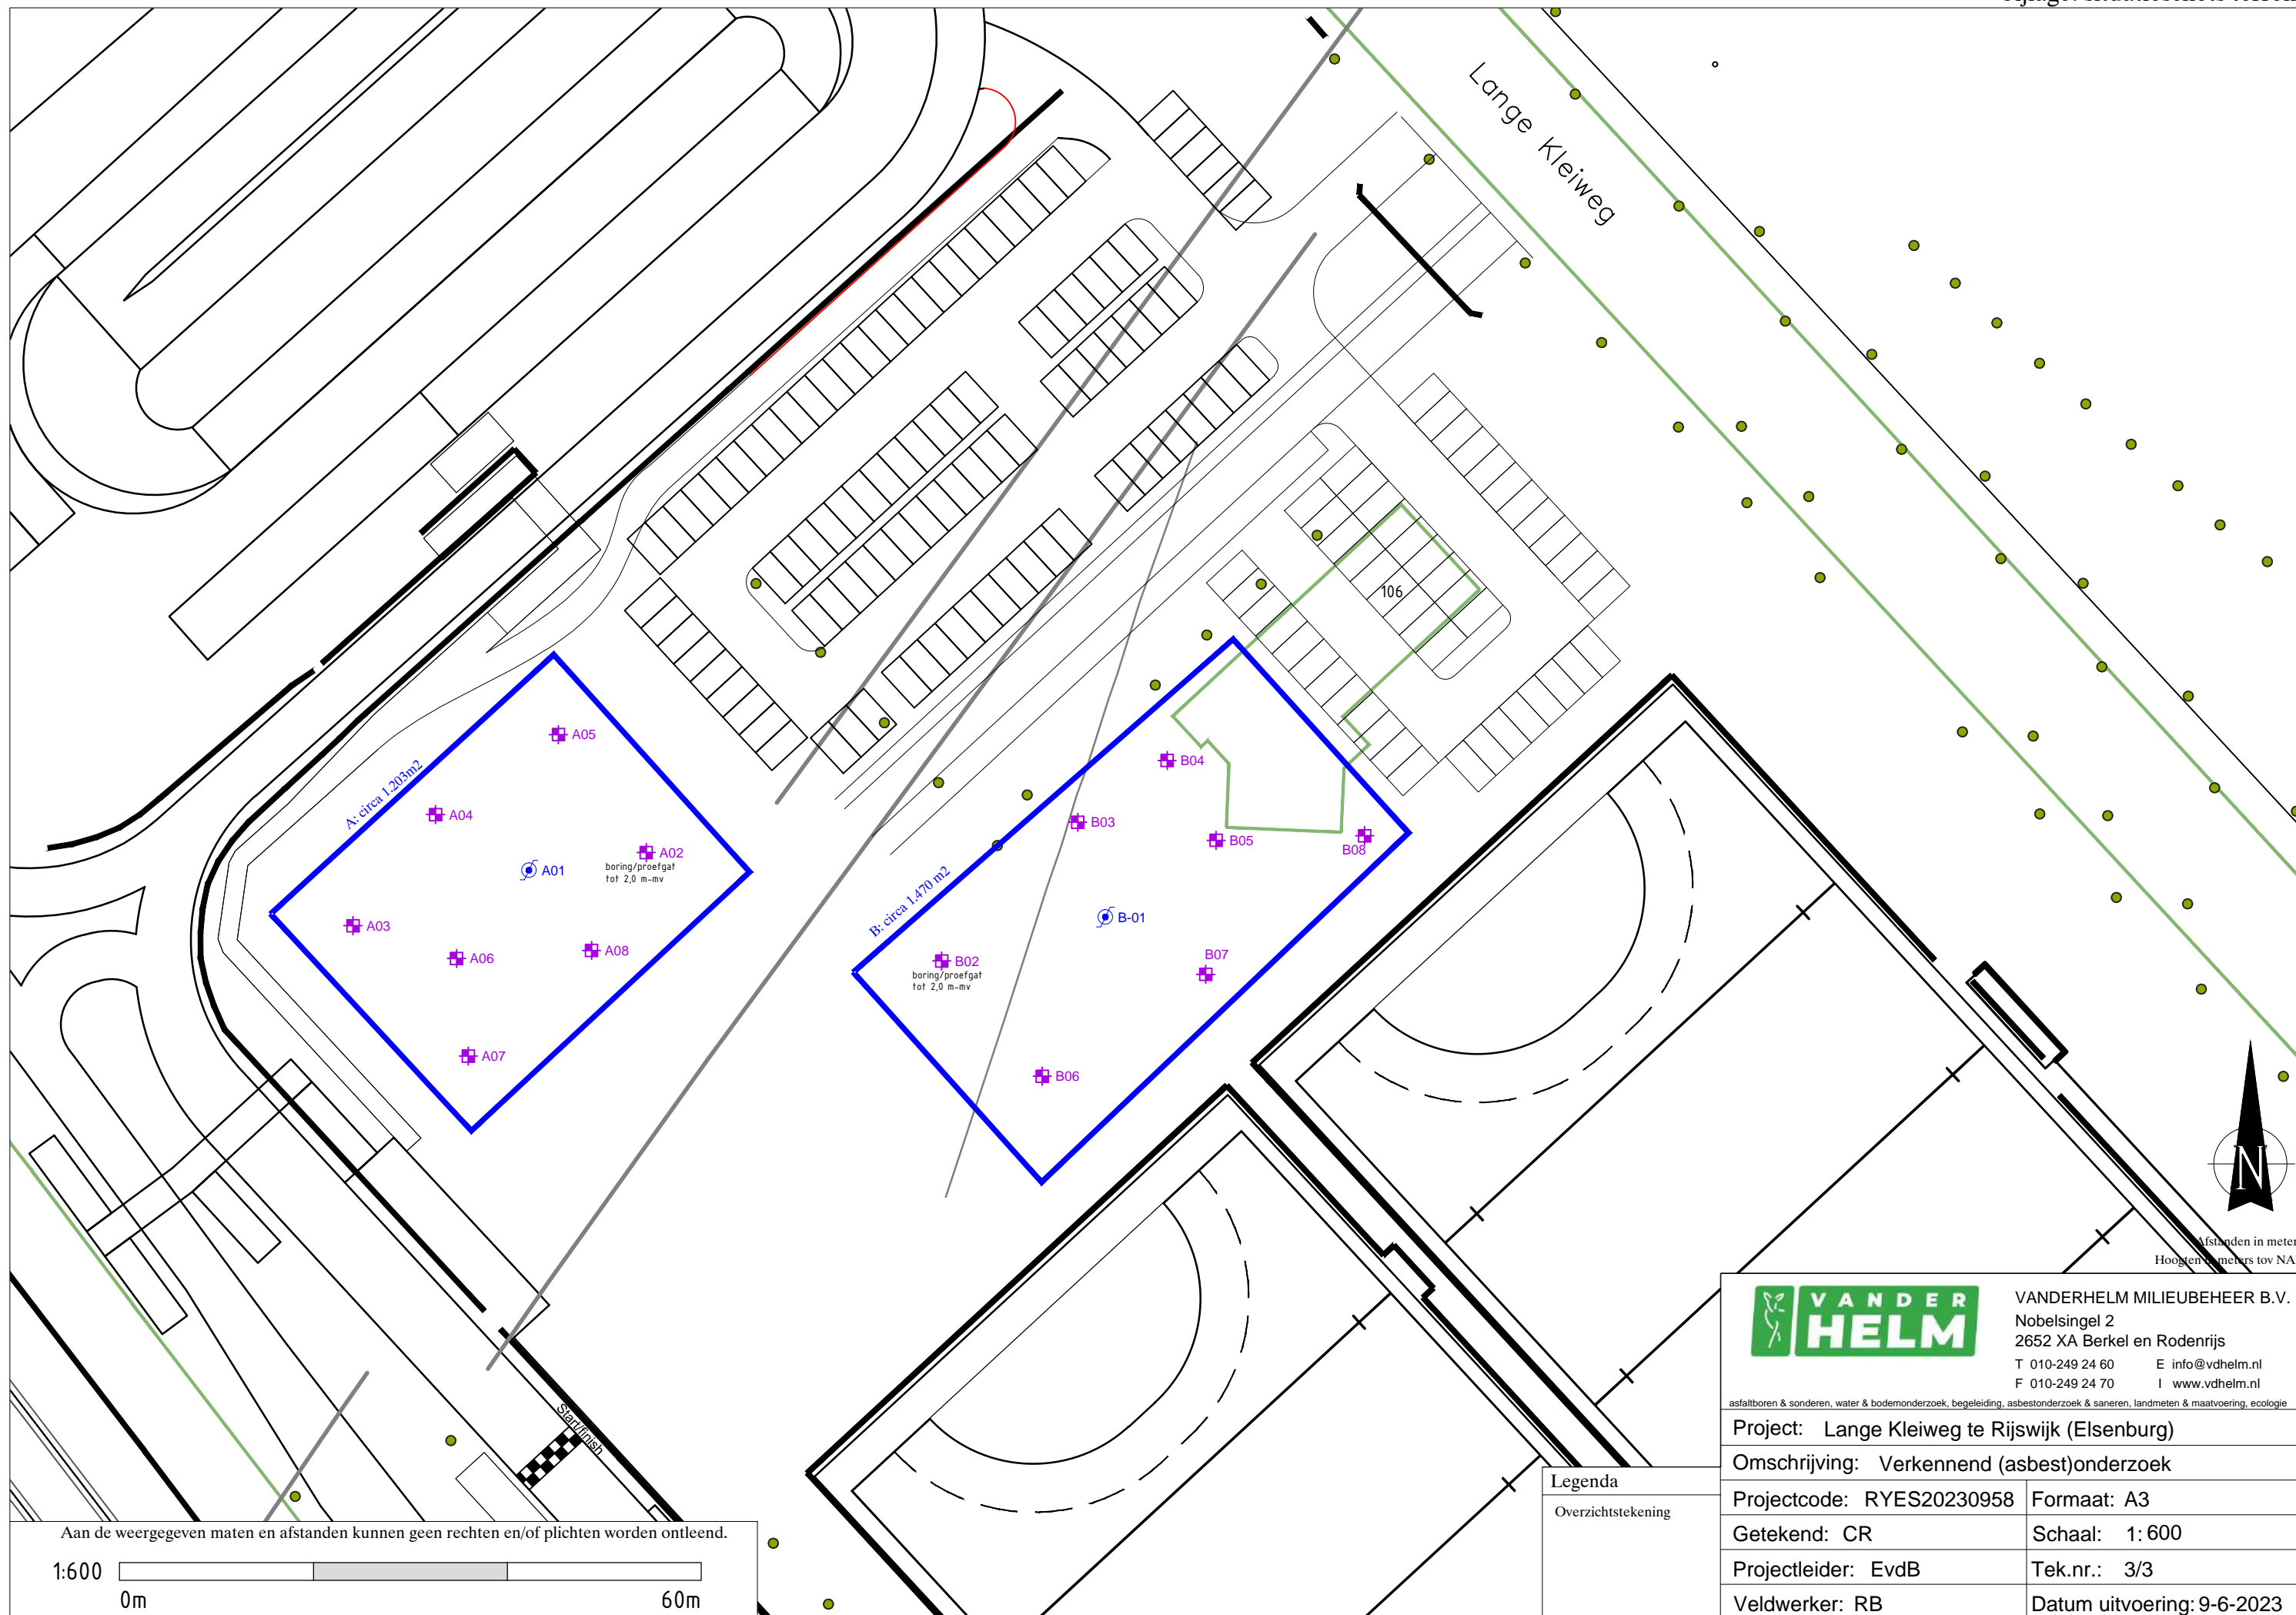 Lange Kleiweg
106
A05
A: circa 1.203m2
A04
A02
boring/proefgat
tot 2,0 m-mv
A01
A03
A06
A08
A07
B04
B03
B05
B08
B: circa 1.470 m2
B-01
B02
boring/proefgat
tot 2,0 m-mv
B07
B06
Start/finish
N
Afstanden in meter
Hoogten in meters tov NA
VANDER
HELM
VANDERHELM MILIEUBEHEER B.V.
Nobelsingel 2
2652 XA Berkel en Rodenrijs
T 010-249 24 60 E info@vdhelm.nl
F 010-249 24 70 I www.vdhelm.nl
asfaltboren & sonderen, water & bodemonderzoek, begeleiding, asbestonderzoek & saneren, landmeten & maatvoering, ecologie
Project: Lange Kleiweg te Rijswijk (Elsenburg)
Omschrijving: Verkennend (asbest)onderzoek
Projectcode: RYES20230958 Formaat: A3
Getekend: CR Schaal: 1:600
Projectleider: EvdB Tek.nr.: 3/3
Veldwerker: RB Datum uitvoering: 9-6-2023
Legenda
Overzichtstekening
Aan de weergegeven maten en afstanden kunnen geen rechten en/of plichten worden ontleend.
1:600
0m 60m